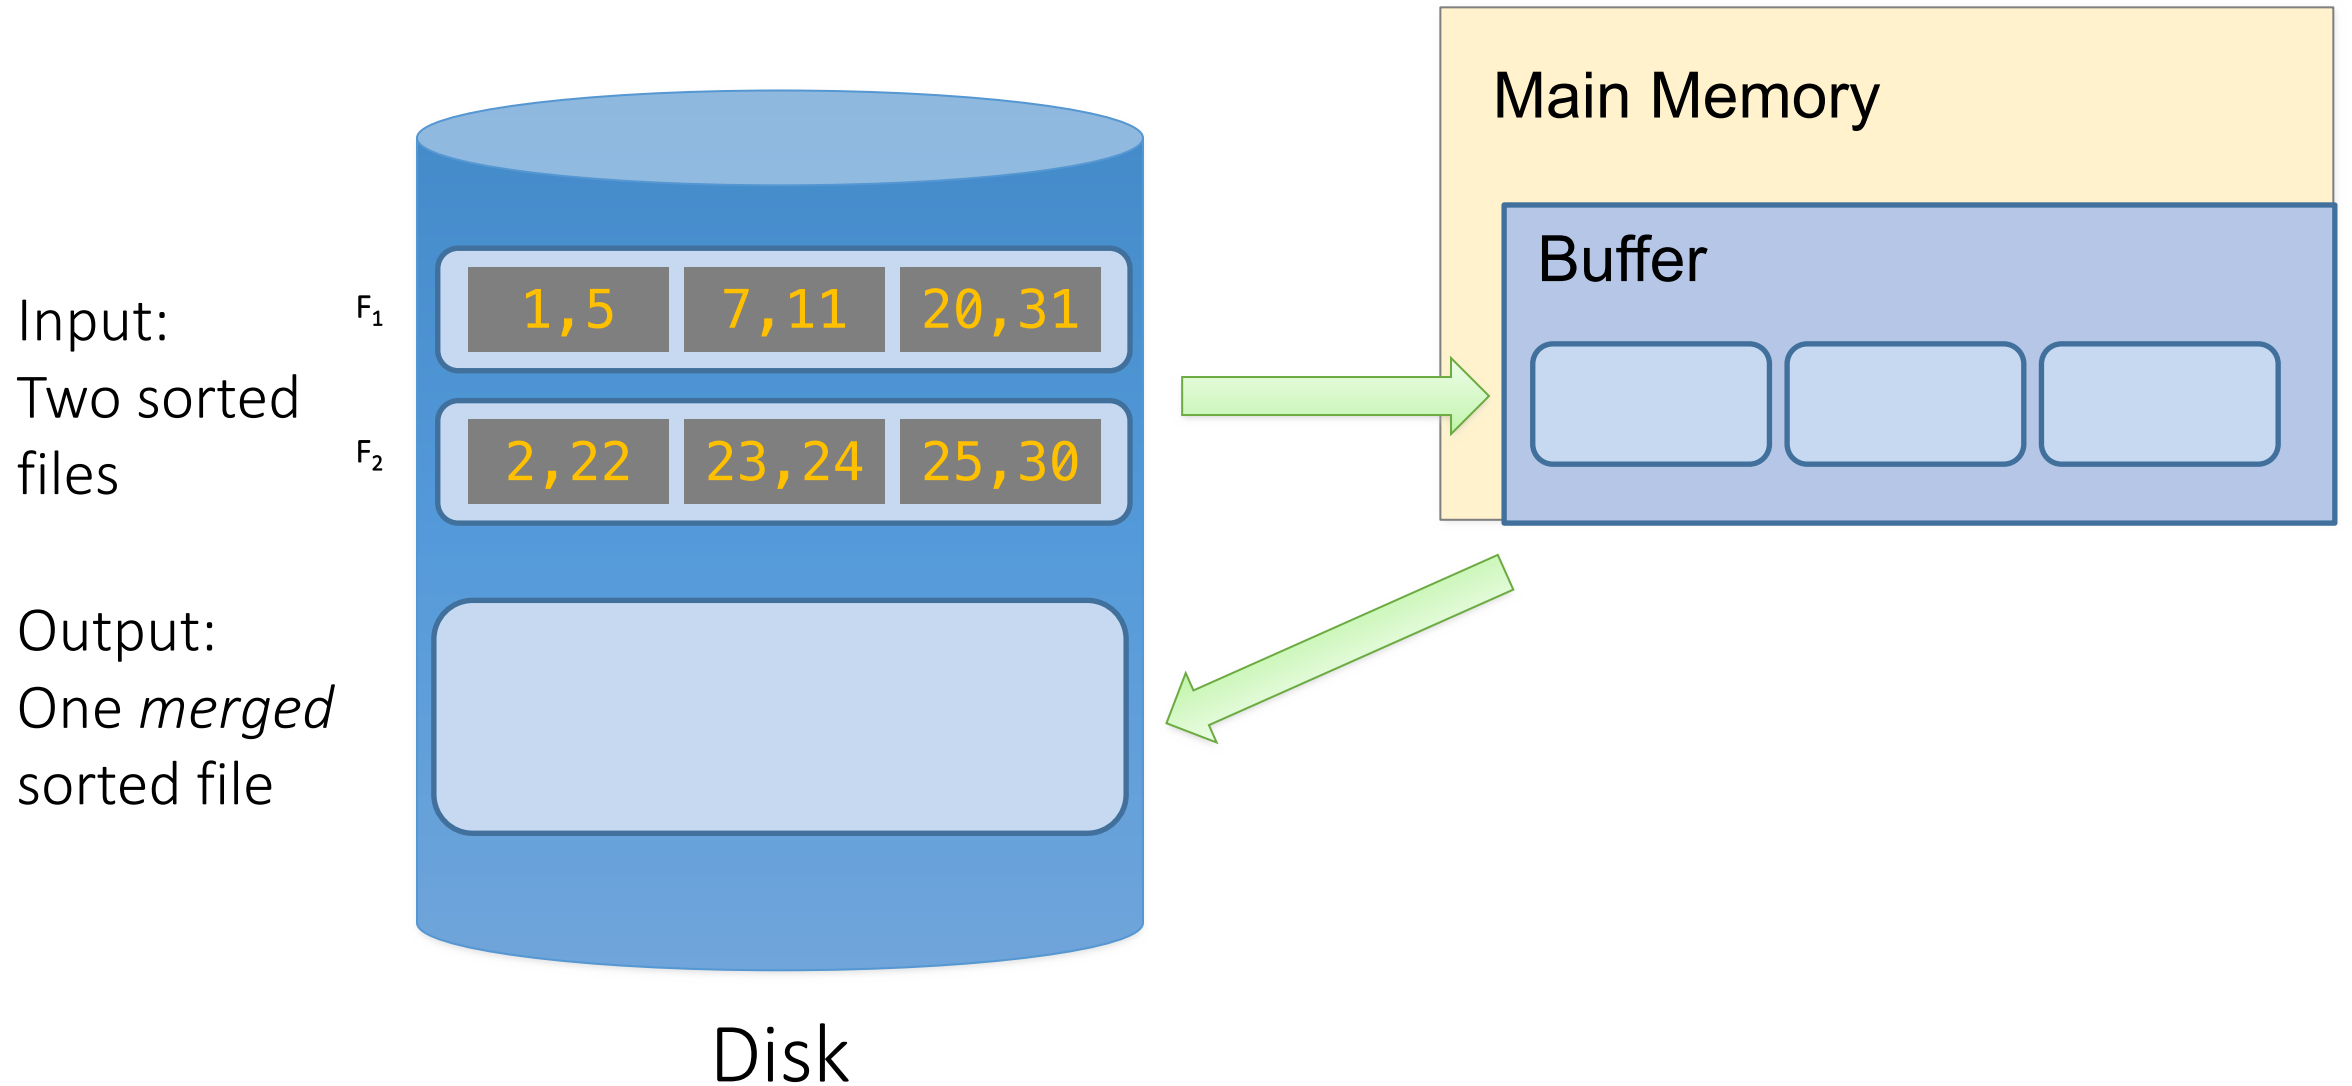 Main Memory
Buffer
Input:
Two sorted
files
F₁
1,5 7,11 20,31
F₂
2,22 23,24 25,30
Output:
One merged
sorted file
Disk